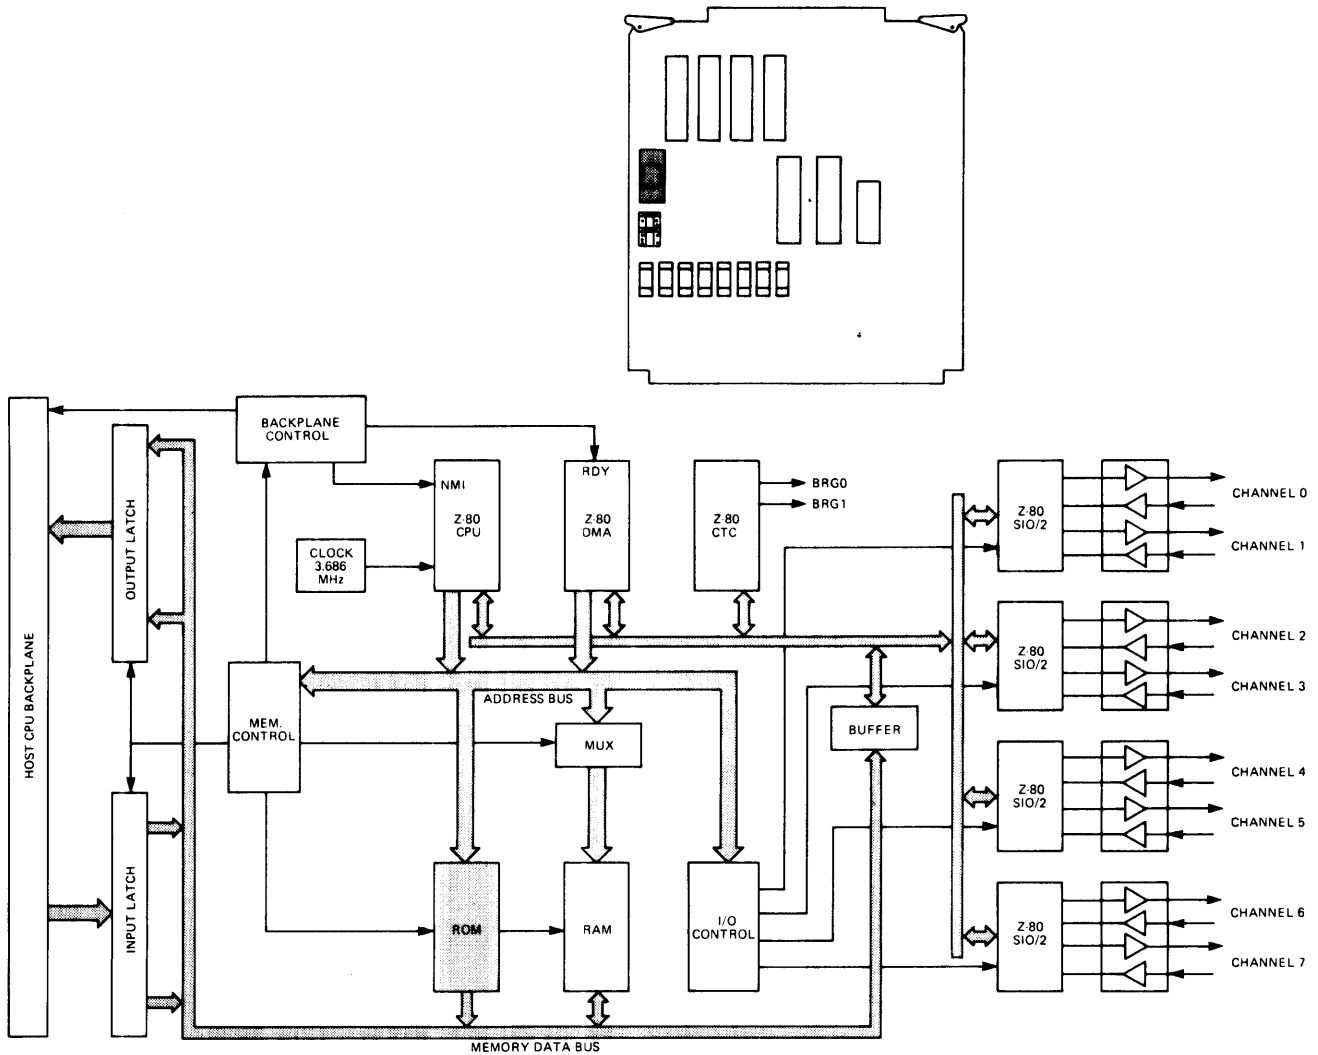 BACKPLANE
CONTROL
HOST CPU BACKPLANE
OUTPUT LATCH
INPUT LATCH
NMI
Z-80
CPU
RDY
Z-80
DMA
Z-80
CTC
BRG0
BRG1
CLOCK
3.686
MHz
MEM.
CONTROL
ADDRESS BUS
MUX
BUFFER
ROM
RAM
I/O
CONTROL
MEMORY DATA BUS
Z-80
SIO/2
CHANNEL 0
CHANNEL 1
Z-80
SIO/2
CHANNEL 2
CHANNEL 3
Z-80
SIO/2
CHANNEL 4
CHANNEL 5
Z-80
SIO/2
CHANNEL 6
CHANNEL 7